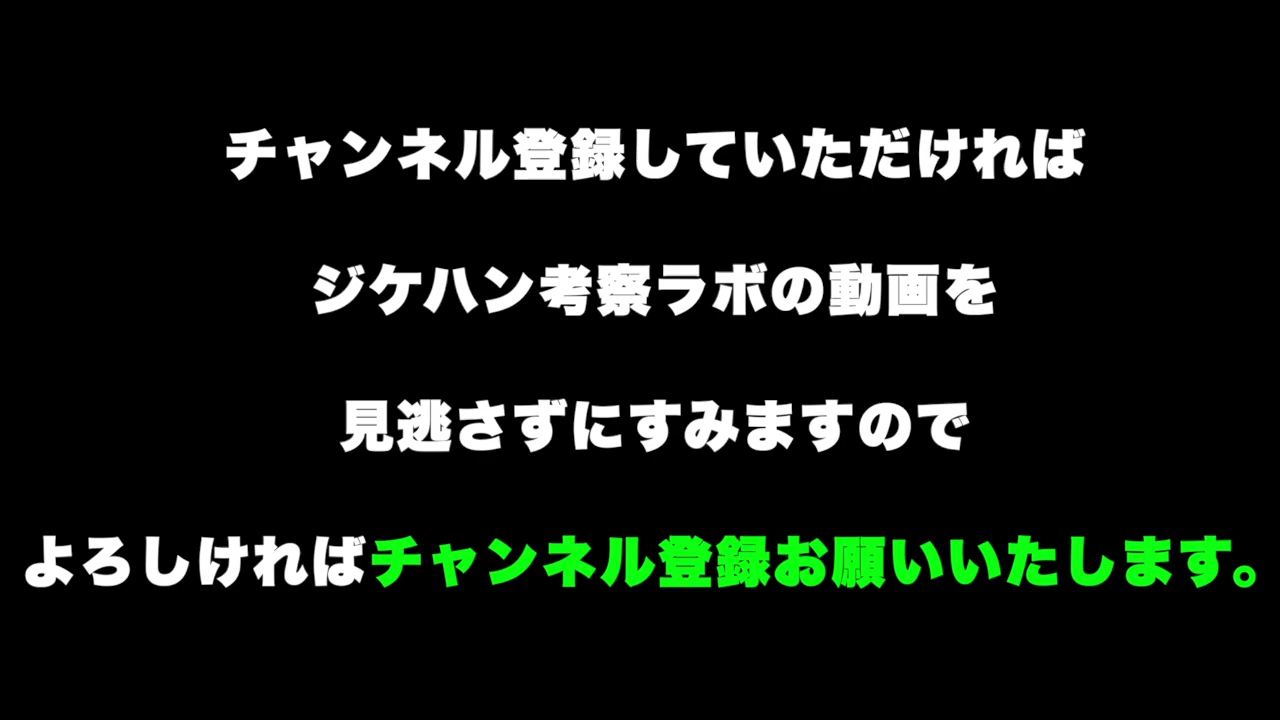 チャンネル登録していただければ
ジケハン考察ラボの動画を
見逃さずにすみますので
よろしければチャンネル登録お願いいたします。